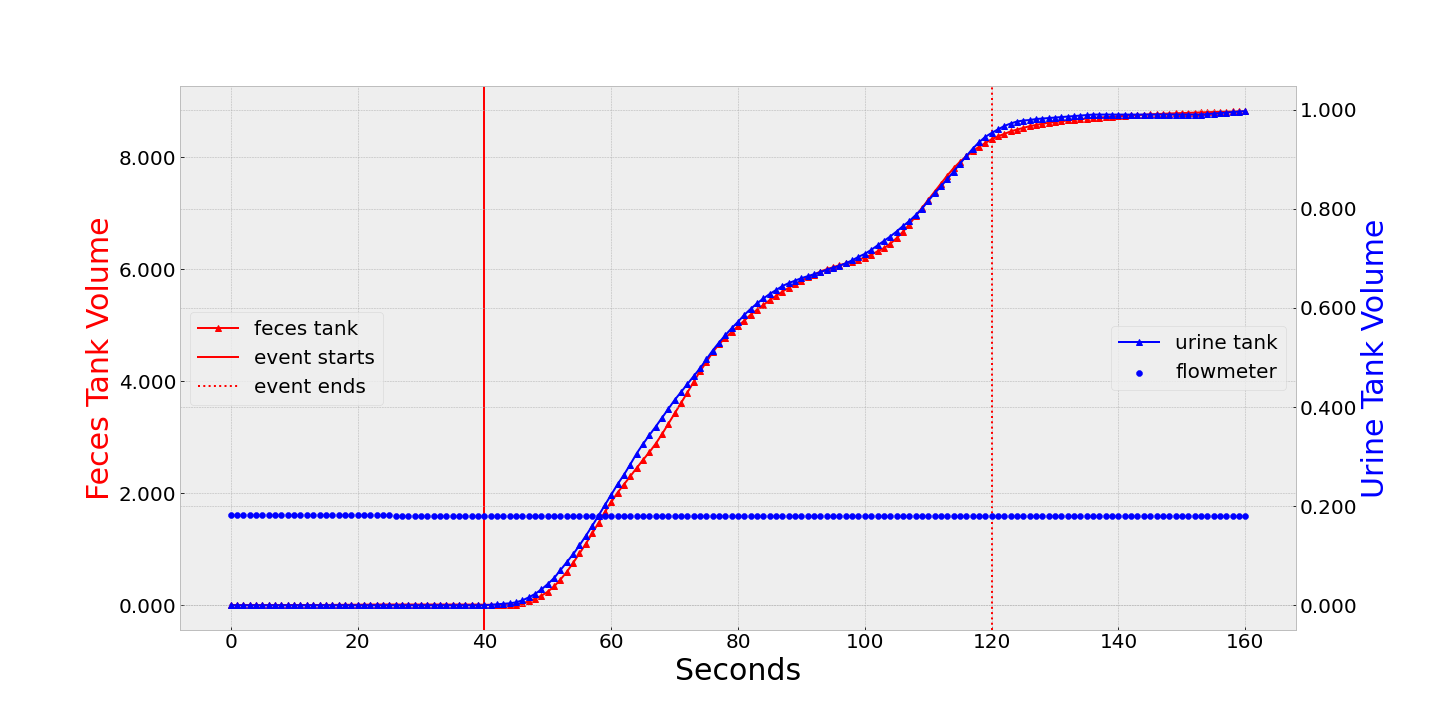 Feces Tank Volume
8.000
6.000
4.000
2.000
0.000
feces tank
event starts
event ends
urine tank
flowmeter
1.000
0.800
0.600
0.400
0.200
0.000
Urine Tank Volume
0 20 40 60 80 100 120 140 160
Seconds